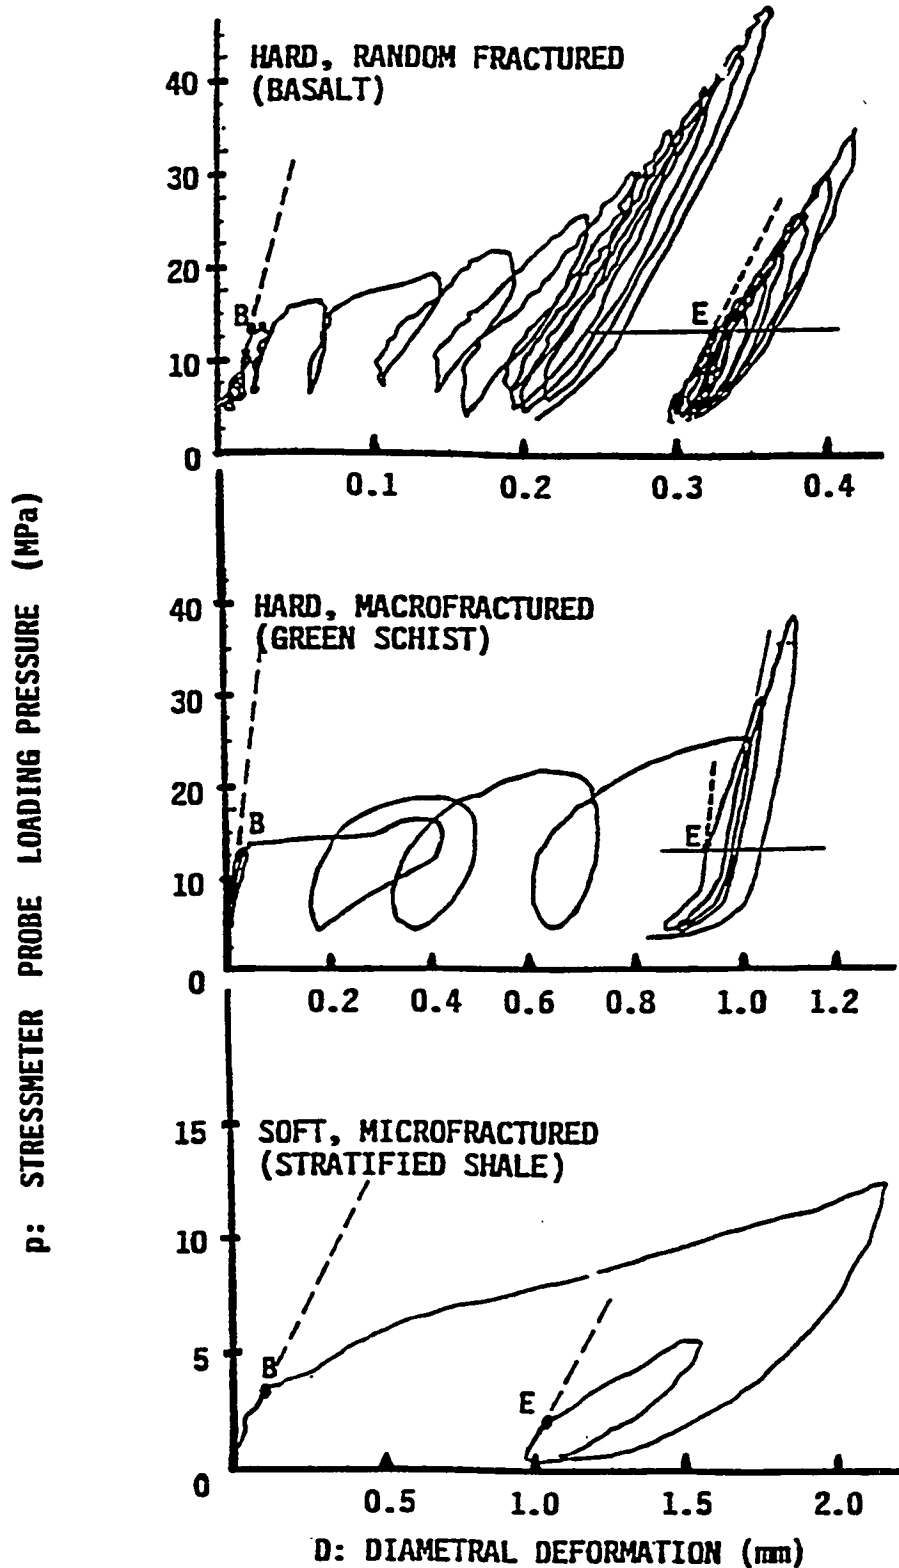 HARD, RANDOM FRACTURED
(BASALT)
40
30
20
10
0
B
E
0.1 0.2 0.3 0.4
HARD, MACROFRACTURED
(GREEN SCHIST)
40
30
20
10
0
B
E
0.2 0.4 0.6 0.8 1.0 1.2
SOFT, MICROFRACTURED
(STRATIFIED SHALE)
15
10
5
0
B
E
0.5 1.0 1.5 2.0
D: DIAMETRAL DEFORMATION (mm)
p: STRESSMETER PROBE LOADING PRESSURE (MPa)